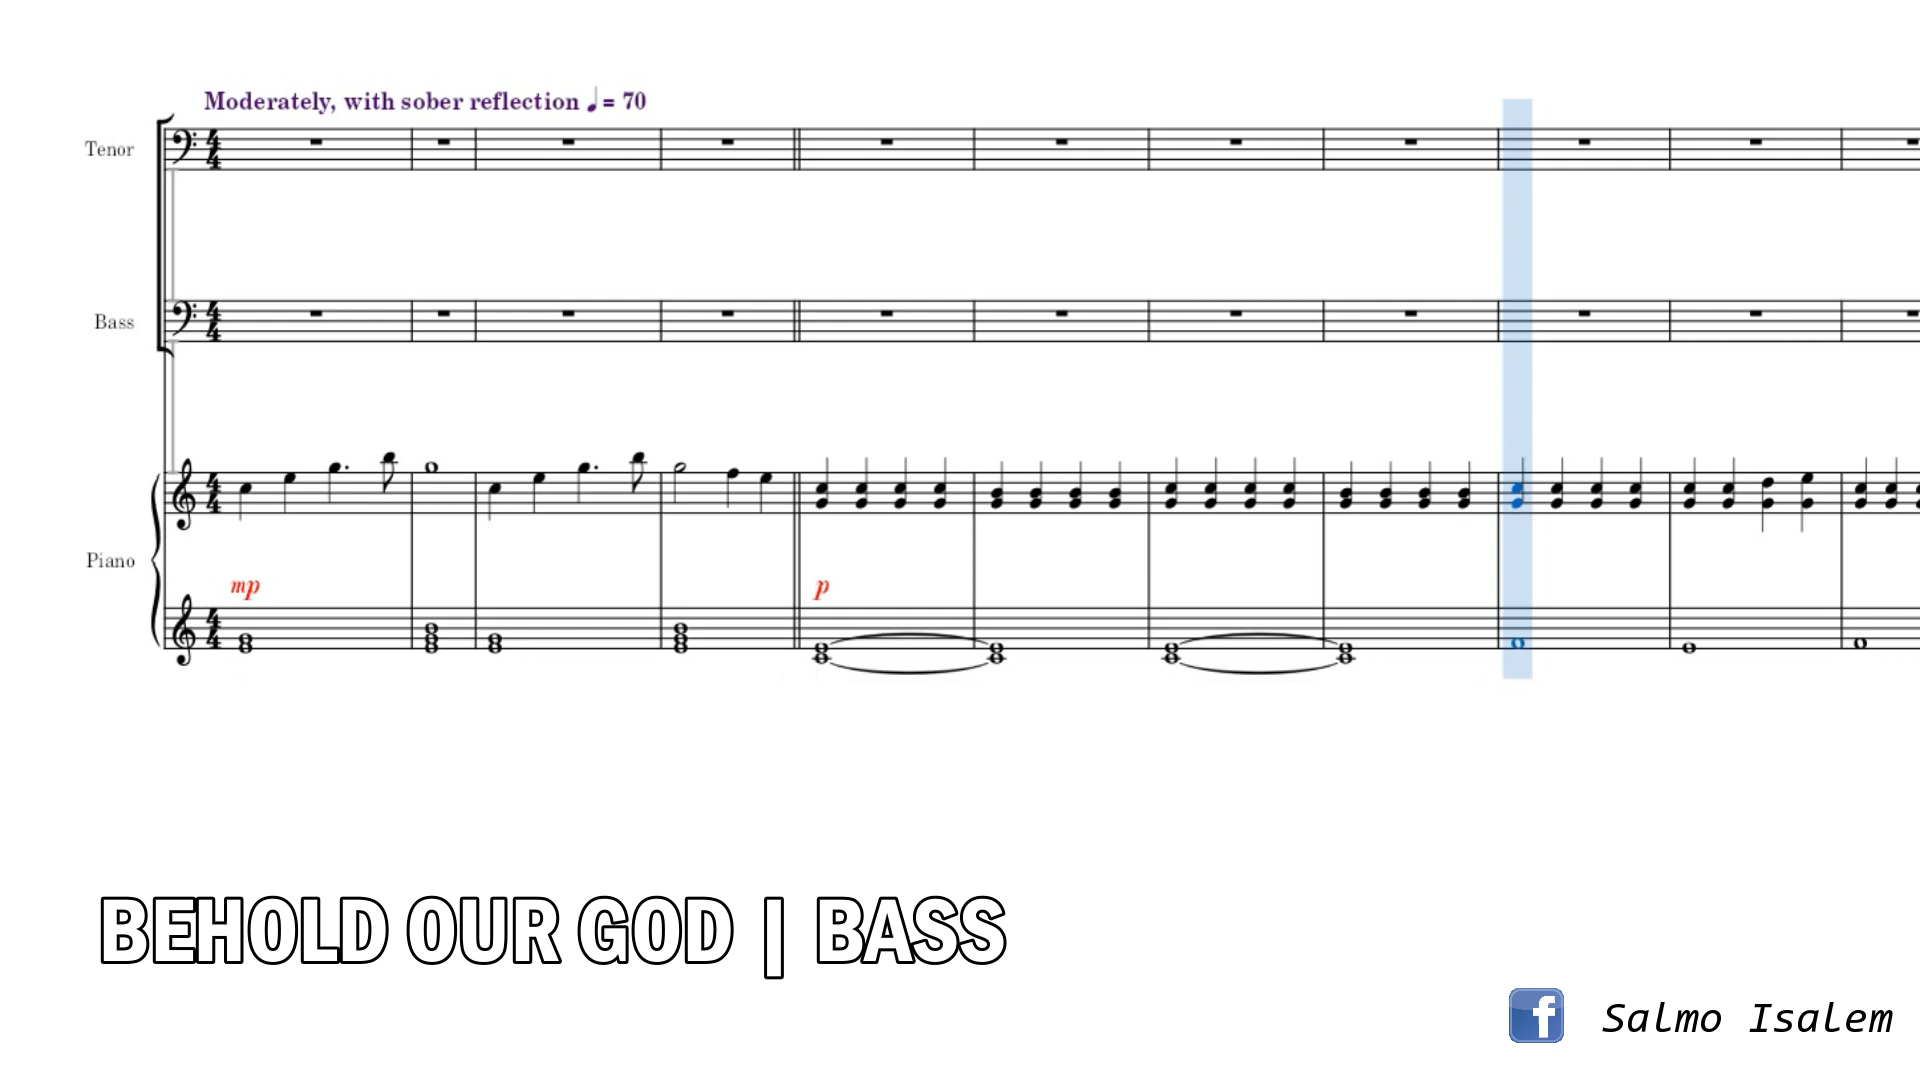 Moderately, with sober reflection ♩= 70
Tenor
Bass
Piano
mp
p
BEHOLD OUR GOD | BASS
f Salmo Isalem